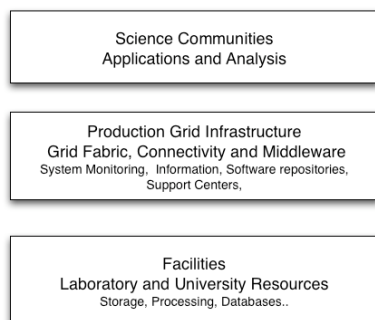 Science Communities
Applications and Analysis
Production Grid Infrastructure
Grid Fabric, Connectivity and Middleware
System Monitoring, Information, Software repositories,
Support Centers,
Facilities
Laboratory and University Resources
Storage, Processing, Databases..